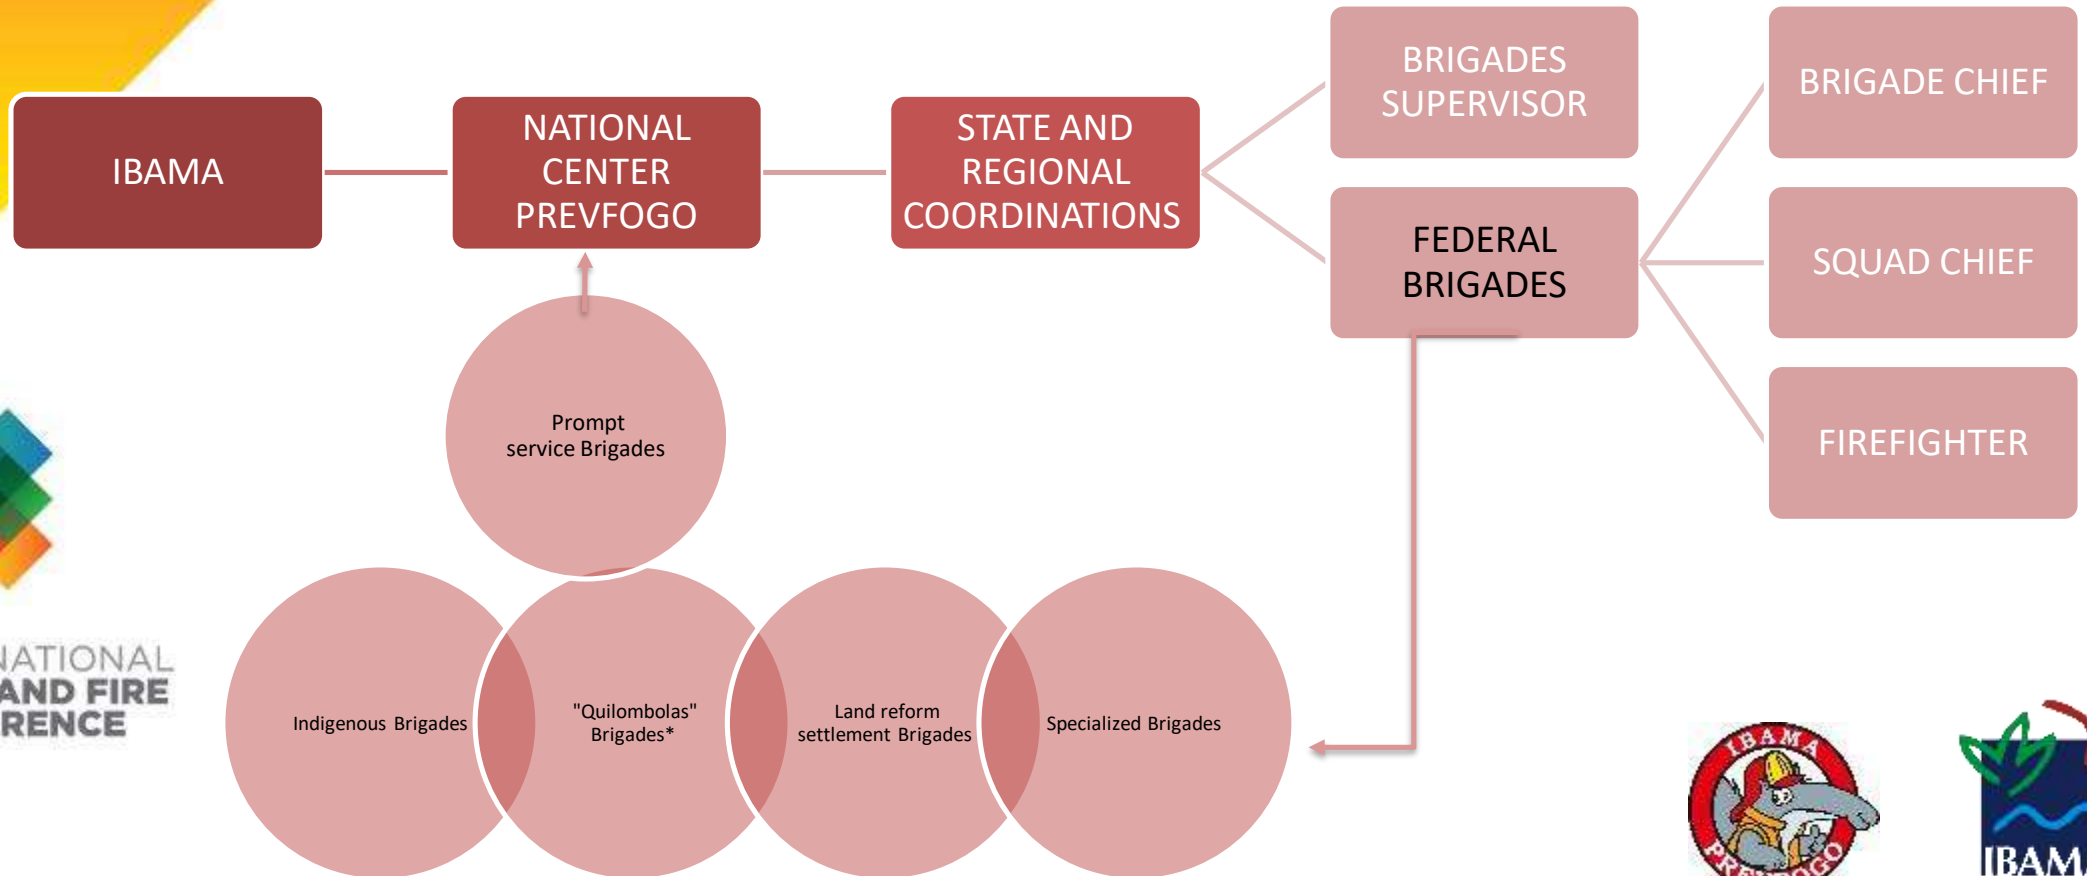 IBAMA
NATIONAL
CENTER
PREVFOGO
STATE AND
REGIONAL
COORDINATIONS
BRIGADES
SUPERVISOR
FEDERAL
BRIGADES
BRIGADE CHIEF
SQUAD CHIEF
FIREFIGHTER
Prompt
service Brigades
Indigenous Brigades
"Quilombolas"
Brigades*
Land reform
settlement Brigades
Specialized Brigades
NATIONAL
AND FIRE
RENCE
IBAMA
PREVFOGO
IBAM